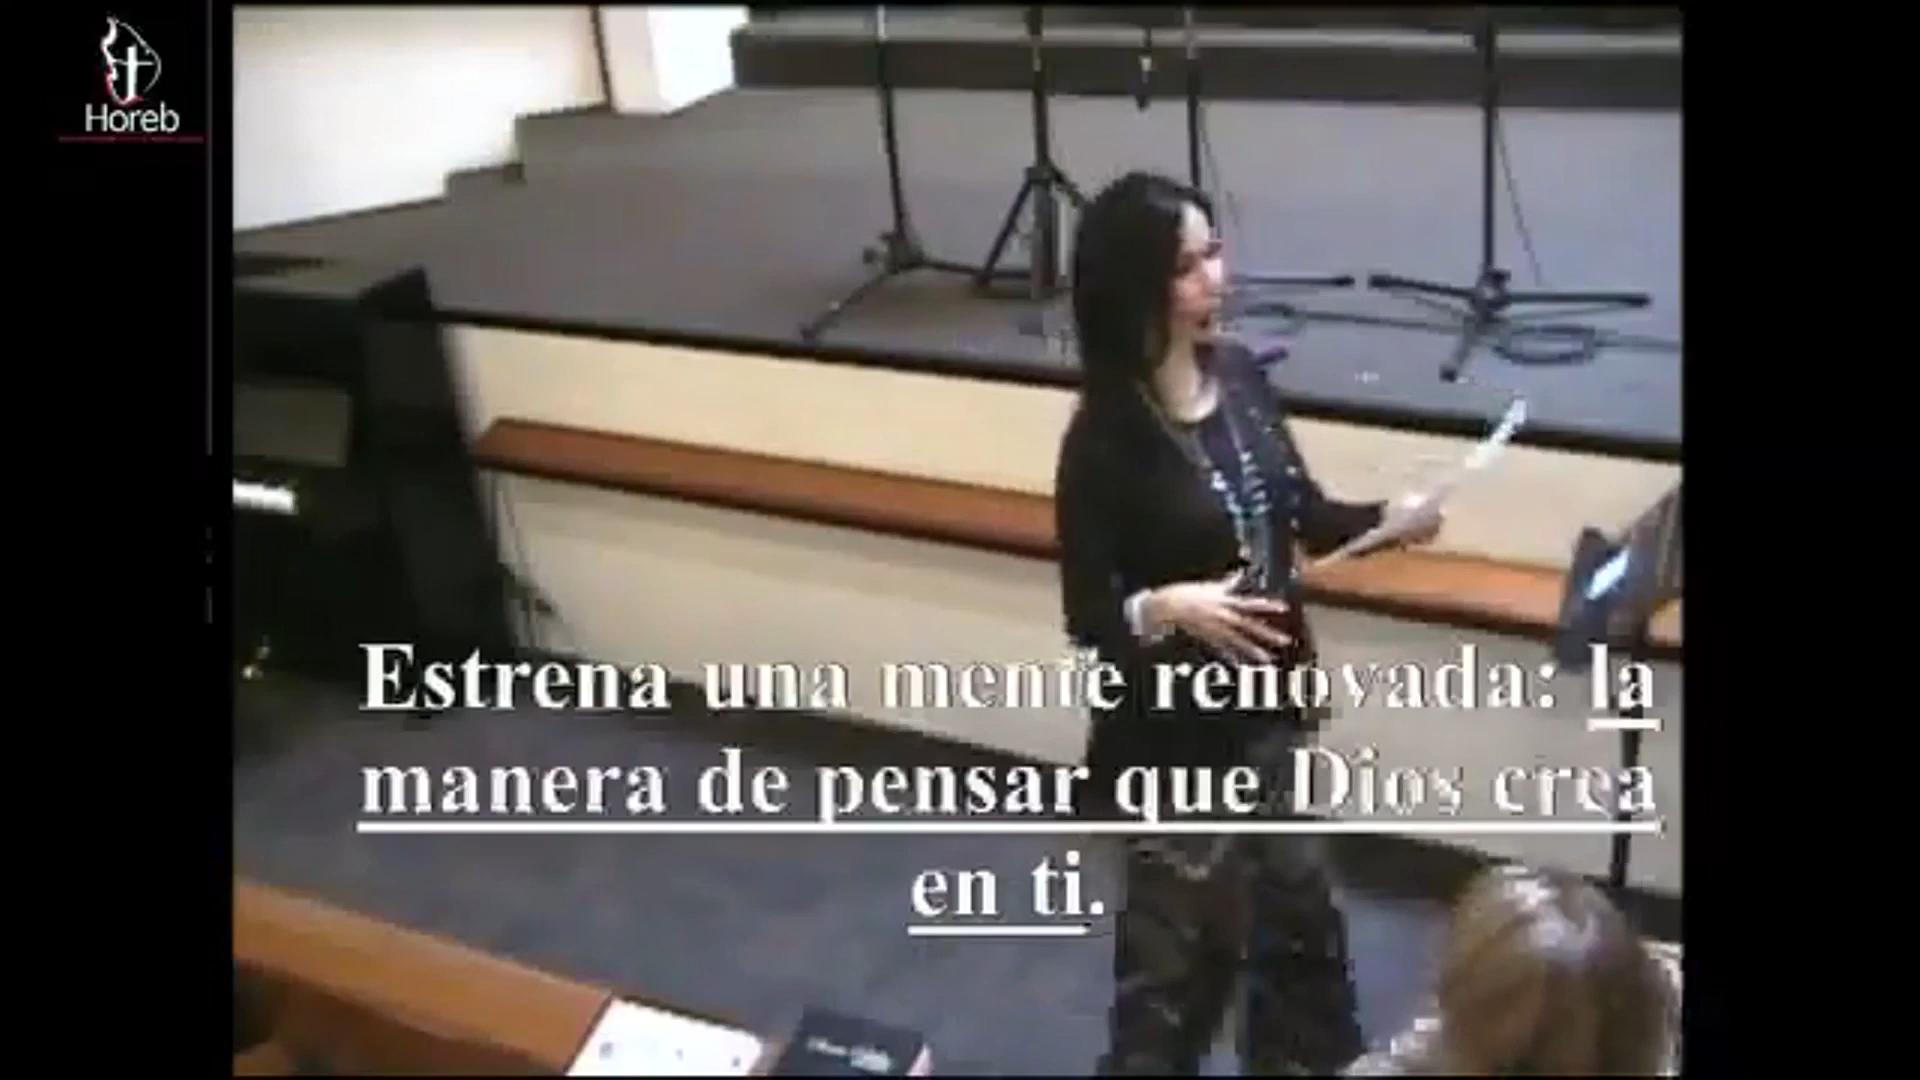 Horeb
Estrena una mente renovada: la
manera de pensar que Dios crea
en ti.